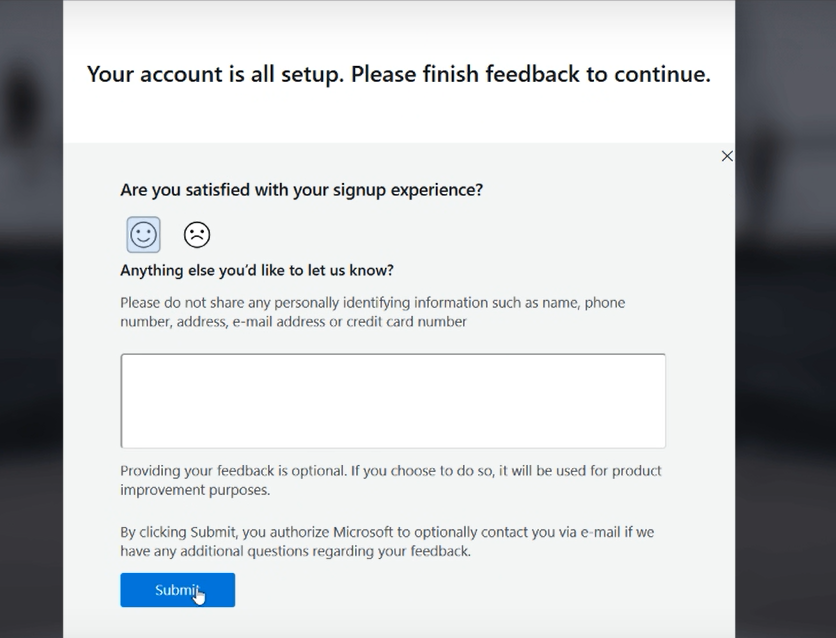 Your account is all setup. Please finish feedback to continue.
Are you satisfied with your signup experience?
Anything else you'd like to let us know?
Please do not share any personally identifying information such as name, phone
number, address, e-mail address or credit card number
Providing your feedback is optional. If you choose to do so, it will be used for product
improvement purposes.
By clicking Submit, you authorize Microsoft to optionally contact you via e-mail if we
have any additional questions regarding your feedback.
Submit